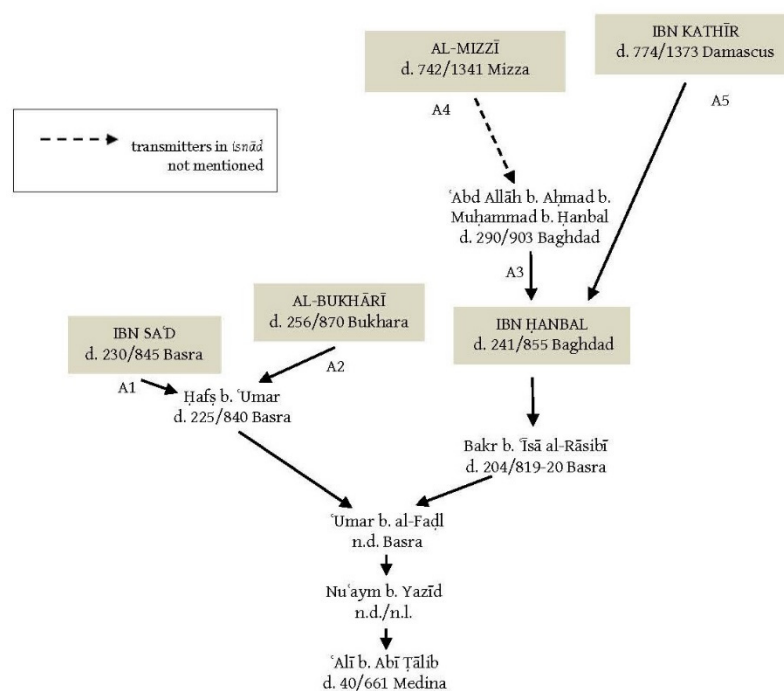 AL-MIZZĪ
d. 742/1341 Mizza
IBN KATHĪR
d. 774/1373 Damascus
A4
A5
transmitters in isnād
not mentioned
ʿAbd Allāh b. Aḥmad b.
Muḥammad b. Ḥanbal
d. 290/903 Baghdad
A3
IBN SAʿD
d. 230/845 Basra
AL-BUKHĀRĪ
d. 256/870 Bukhara
IBN ḤANBAL
d. 241/855 Baghdad
A1
A2
Ḥafṣ b. ʿUmar
d. 225/840 Basra
Bakr b. ʿĪsā al-Rāsibī
d. 204/819-20 Basra
ʿUmar b. al-Faḍl
n.d. Basra
Nuʿaym b. Yazīd
n.d./n.l.
ʿAlī b. Abī Ṭālib
d. 40/661 Medina